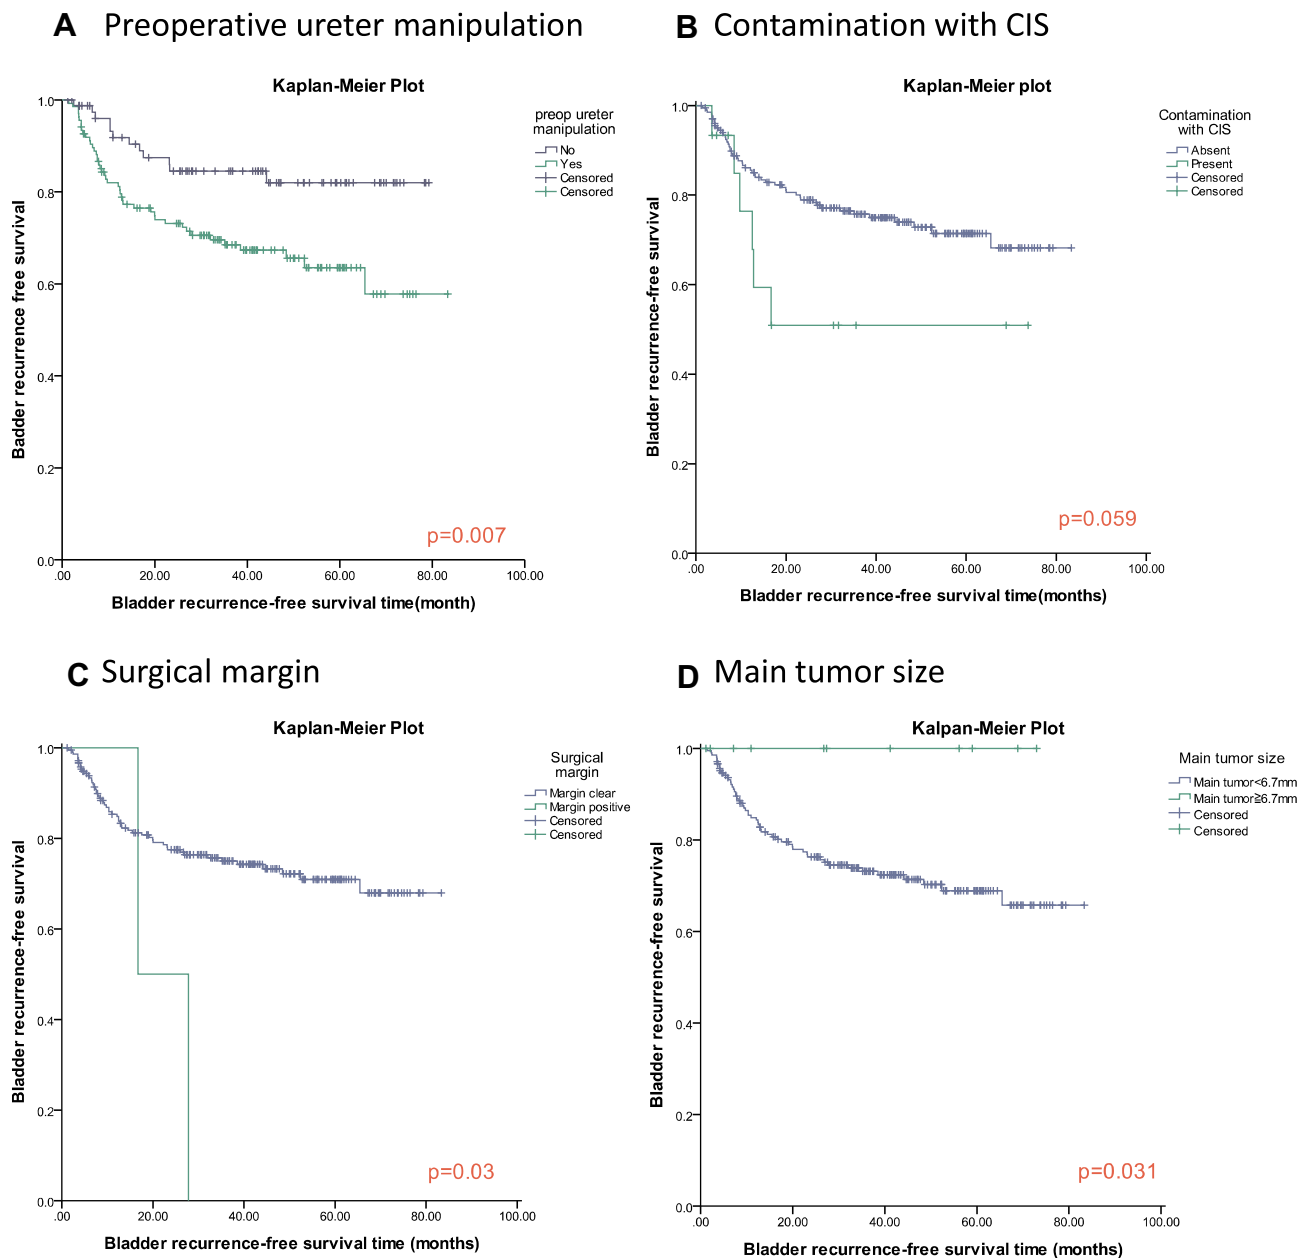 A Preoperative ureter manipulation
Kaplan-Meier Plot
preop ureter
manipulation
No
Yes
Censored
Censored
Badder recurrence free survival
1.0
0.8
0.6
0.4
0.2
0.0
p=0.007
.00 20.00 40.00 60.00 80.00 100.00
Bladder recurrence-free survival time(month)
B Contamination with CIS
Kaplan-Meier plot
Contamination
with CIS
Absent
Present
Censored
Censored
Bladder recurrence-free survival
1.0
0.8
0.6
0.4
0.2
0.0
p=0.059
.00 20.00 40.00 60.00 80.00 100.00
Bladder recurrence-free survival time(months)
C Surgical margin
Kaplan-Meier Plot
Surgical
margin
Margin clear
Margin positive
Censored
Censored
Bladder recurrence-free survival
1.0
0.8
0.6
0.4
0.2
0.0
p=0.03
.00 20.00 40.00 60.00 80.00 100.00
Bladder recurrence-free survival time (months)
D Main tumor size
Kalpan-Meier Plot
Main tumor size
Main tumor<6.7mm
Main tumor≧6.7mm
Censored
Censored
Bladder recurrence-free survival
1.0
0.8
0.6
0.4
0.2
0.0
p=0.031
.00 20.00 40.00 60.00 80.00 100.00
Bladder recurrence-free survival time (months)